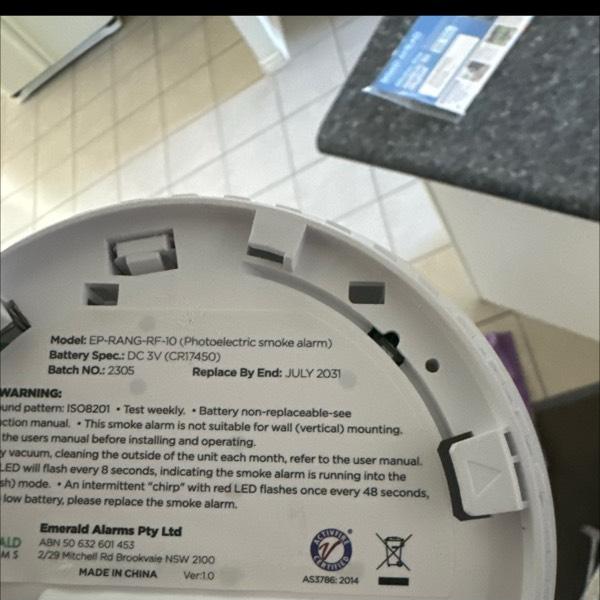 Model: EP-RANG-RF-10 (Photoelectric smoke alarm)
Battery Spec.: DC 3V (CR17450)
Batch NO.: 2305 Replace By End: JULY 2031
WARNING:
und pattern: ISO8201 • Test weekly. • Battery non-replaceable-see
ction manual. • This smoke alarm is not suitable for wall (vertical) mounting.
the users manual before installing and operating.
y vacuum, cleaning the outside of the unit each month, refer to the user manual.
LED will flash every 8 seconds, indicating the smoke alarm is running into the
sh) mode. • An intermittent "chirp" with red LED flashes once every 48 seconds,
low battery, please replace the smoke alarm.
ALD
MS
Emerald Alarms Pty Ltd
ABN 50 632 601 453
2/29 Mitchell Rd Brookvale NSW 2100
MADE IN CHINA Ver:1.0
ACTIVFIRE
CERTIFIED
AS3786: 2014